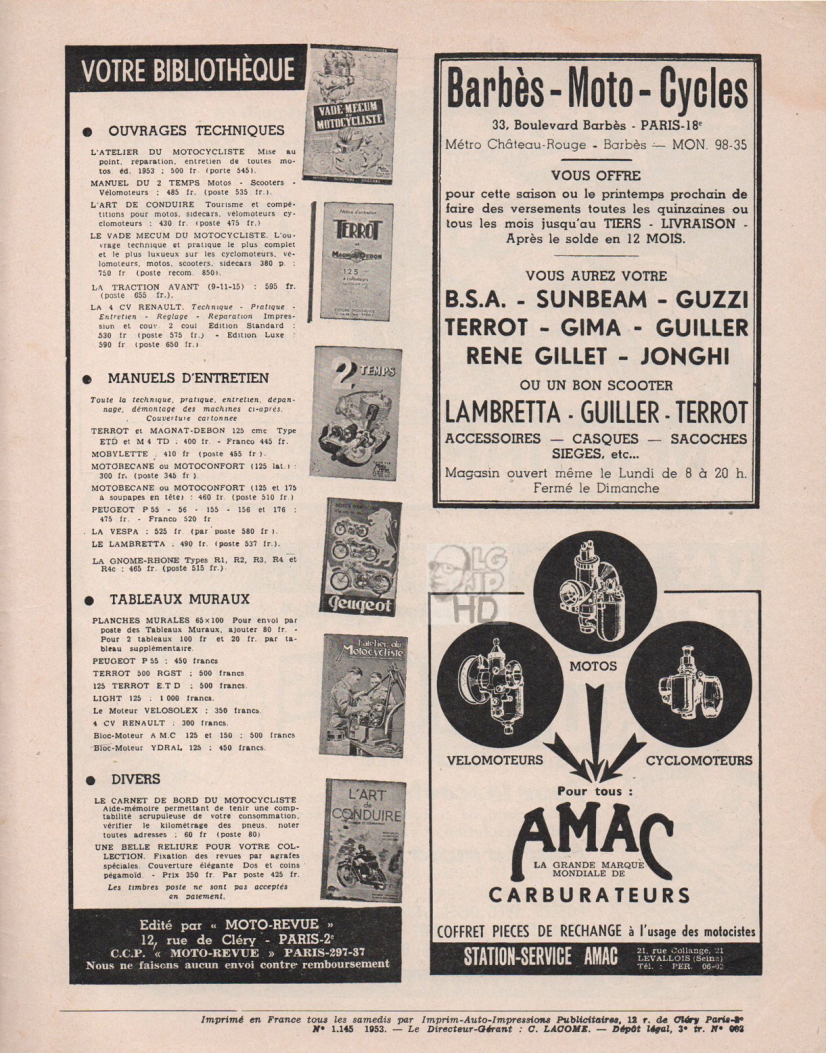 VOTRE BIBLIOTHÈQUE
● OUVRAGES TECHNIQUES
L'ATELIER DU MOTOCYCLISTE Mise au
point, reparation, entretien de toutes mo-
tos. éd. 1953 ; 500 fr. (porte 545).
MANUEL DU 2 TEMPS Motos - Scooters -
Vélomoteurs ; 485 fr. (poste 535 fr.).
L'ART DE CONDUIRE Tourisme et compé-
titions pour motos, sidecars, vélomoteurs cy-
clomoteurs : 430 fr. (poste 475 fr.)
LE VADE MECUM DU MOTOCYCLISTE. L'ou-
vrage technique et pratique le plus complet
et le plus luxueux sur les cyclomoteurs, vé-
lomoteurs, motos, scooters, sidecars 380 p. :
750 fr (poste recom. 850).
LA TRACTION AVANT (9-11-15) : 595 fr.
(poste 655 fr.).
LA 4 CV RENAULT. Technique - Pratique -
Entretien - Reglage - Reparation Impres-
sion et couv. 2 coul Edition Standard :
530 fr (poste 575 fr.) - Edition Luxe :
590 fr (poste 650 fr.)
● MANUELS D'ENTRETIEN
Toute la technique, pratique, entretien, dépan-
nage, démontage des machines ci-après.
Couverture cartonnee
TERROT et MAGNAT-DEBON 125 cmc Type
ETD et M 4 TD : 400 fr. - Franco 445 fr.
MOBYLETTE : 410 fr (poste 455 fr.).
MOTOBECANE ou MOTOCONFORT (125 lat.) :
300 fr. (poste 345 fr ).
MOTOBECANE ou MOTOCONFORT (125 et 175
à soupapes en tête) : 460 fr. (poste 510 fr.)
PEUGEOT P 55 - 56 - 155 - 156 et 176 :
475 fr. - Franco 520 fr
LA VESPA : 525 fr (par poste 580 fr ).
LE LAMBRETTA : 490 fr. (poste 537 fr.).
LA GNOME-RHONE Types R1, R2, R3, R4 et
R4c : 465 fr. (poste 515 fr.).
● TABLEAUX MURAUX
PLANCHES MURALES 65×100 Pour envoi par
poste des Tableaux Muraux, ajouter 80 fr. -
Pour 2 tableaux 100 fr et 20 fr. par ta-
bleau supplémentaire.
PEUGEOT P 55 : 450 francs
TERROT 500 RGST : 500 francs.
125 TERROT E.T D : 500 francs.
LIGHT 125 : 1 000 francs.
Le Moteur VELOSOLEX : 350 francs.
4 CV RENAULT : 300 francs.
Bloc-Moteur A M.C 125 et 150 : 500 francs
Bloc-Moteur YDRAL 125 : 450 francs.
● DIVERS
LE CARNET DE BORD DU MOTOCYCLISTE
Aide-mémoire permettant de tenir une comp-
tabilité scrupuleuse de votre consommation,
vérifier le kilométrage des pneus, noter
toutes adresses : 60 fr (poste 80)
UNE BELLE RELIURE POUR VOTRE COL-
LECTION. Fixation des revues par agrafes
spéciales. Couverture élégante Dos et coins
pégamoïd. - Prix 350 fr. Par poste 425 fr.
Les timbres poste ne sont pas acceptés
en paiement.
Edité par « MOTO-REVUE »
12, rue de Cléry - PARIS-2e
C.C.P. « MOTO-REVUE » PARIS-297-37
Nous ne faisons aucun envoi contre remboursement
VADE-MECUM
du
MOTOCYCLISTE
TERROT
et
MAGNAT-DEBON
125
Le Manuel
2 TEMPS
Peugeot
l'atelier du
Motocycliste
L'ART
de
CONDUIRE
Barbès - Moto - Cycles
33, Boulevard Barbès - PARIS-18e
Métro Château-Rouge - Barbès — MON. 98-35
VOUS OFFRE
pour cette saison ou le printemps prochain de
faire des versements toutes les quinzaines ou
tous les mois jusqu'au TIERS - LIVRAISON -
Après le solde en 12 MOIS.
VOUS AUREZ VOTRE
B.S.A. - SUNBEAM - GUZZI
TERROT - GIMA - GUILLER
RENE GILLET - JONGHI
OU UN BON SCOOTER
LAMBRETTA - GUILLER - TERROT
ACCESSOIRES — CASQUES — SACOCHES
SIEGES, etc...
Magasin ouvert même le Lundi de 8 à 20 h.
Fermé le Dimanche
LG
JP
HD
MOTOS
VELOMOTEURS
CYCLOMOTEURS
Pour tous :
AMAC
LA GRANDE MARQUE
MONDIALE DE
CARBURATEURS
COFFRET PIECES DE RECHANGE à l'usage des motocistes
STATION-SERVICE AMAC
21, rue Collange, 21
LEVALLOIS (Seine)
Tél. : PER. 06-92
Imprimé en France tous les samedis par Imprim-Auto-Impressions Publicitaires, 12 r. de Cléry Paris-2e
N° 1.145 1953. — Le Directeur-Gérant : C. LACOME. — Dépôt légal, 3e tr. N°